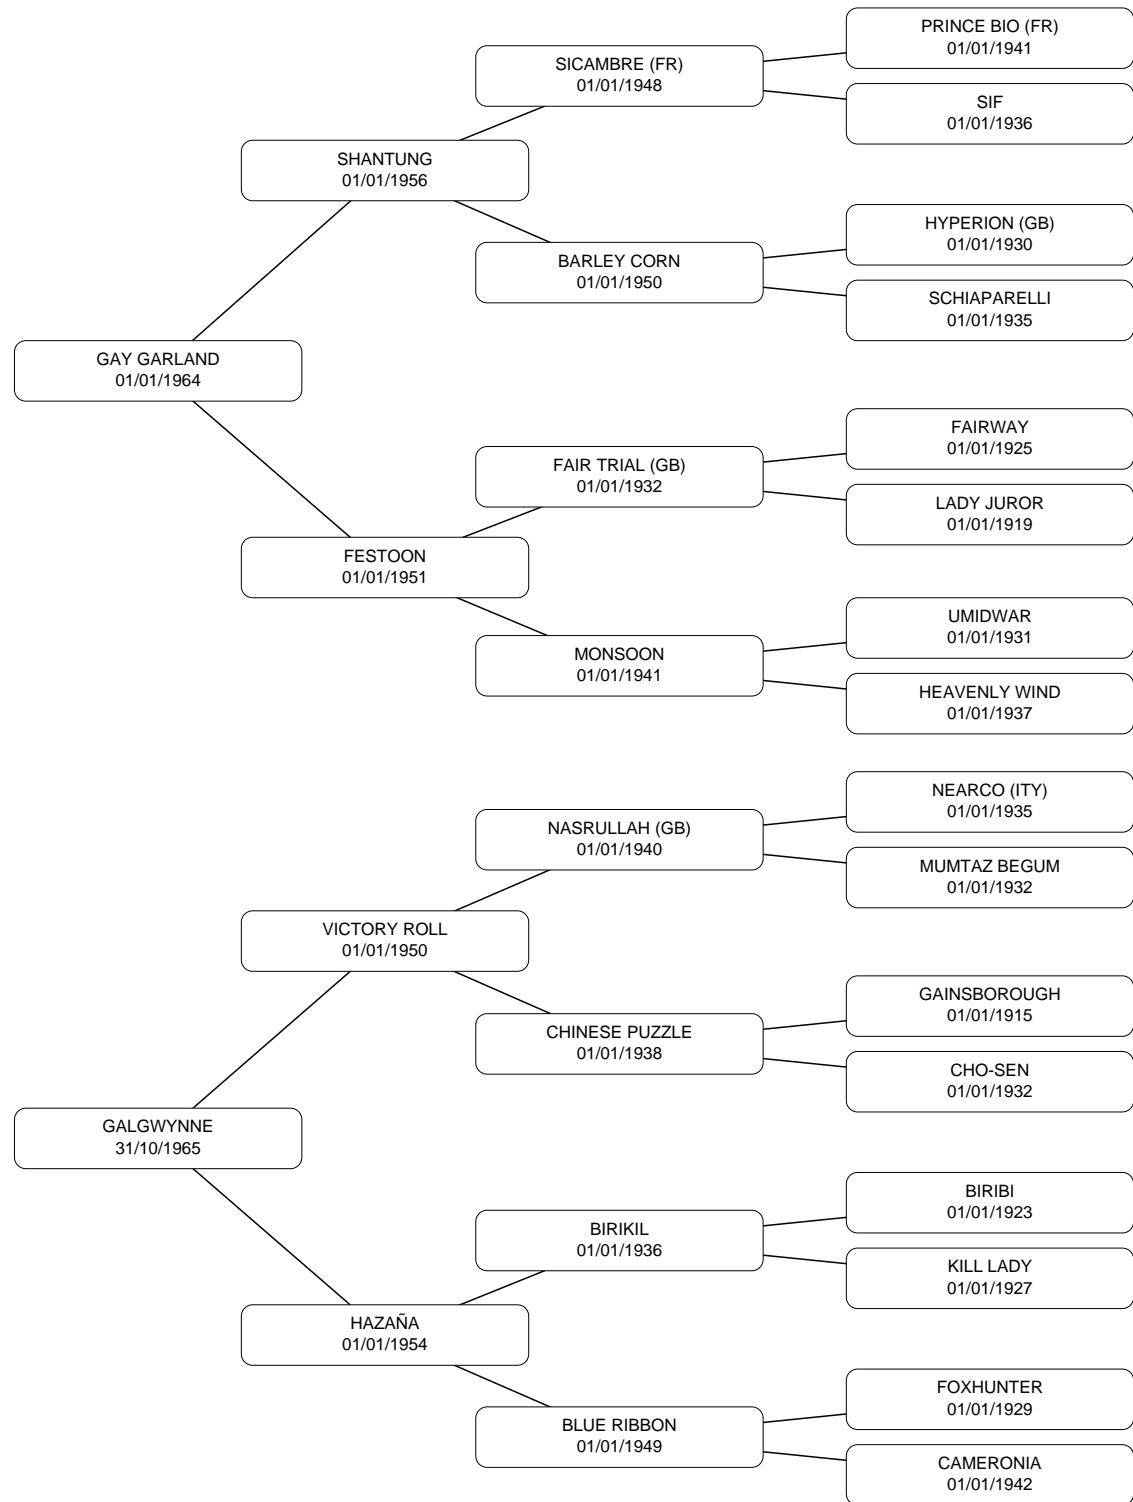 PRINCE BIO (FR)
01/01/1941
SICAMBRE (FR)
01/01/1948
SIF
01/01/1936
SHANTUNG
01/01/1956
HYPERION (GB)
01/01/1930
BARLEY CORN
01/01/1950
SCHIAPARELLI
01/01/1935
GAY GARLAND
01/01/1964
FAIRWAY
01/01/1925
FAIR TRIAL (GB)
01/01/1932
LADY JUROR
01/01/1919
FESTOON
01/01/1951
UMIDWAR
01/01/1931
MONSOON
01/01/1941
HEAVENLY WIND
01/01/1937
NEARCO (ITY)
01/01/1935
NASRULLAH (GB)
01/01/1940
MUMTAZ BEGUM
01/01/1932
VICTORY ROLL
01/01/1950
GAINSBOROUGH
01/01/1915
CHINESE PUZZLE
01/01/1938
CHO-SEN
01/01/1932
GALGWYNNE
31/10/1965
BIRIBI
01/01/1923
BIRIKIL
01/01/1936
KILL LADY
01/01/1927
HAZAÑA
01/01/1954
FOXHUNTER
01/01/1929
BLUE RIBBON
01/01/1949
CAMERONIA
01/01/1942